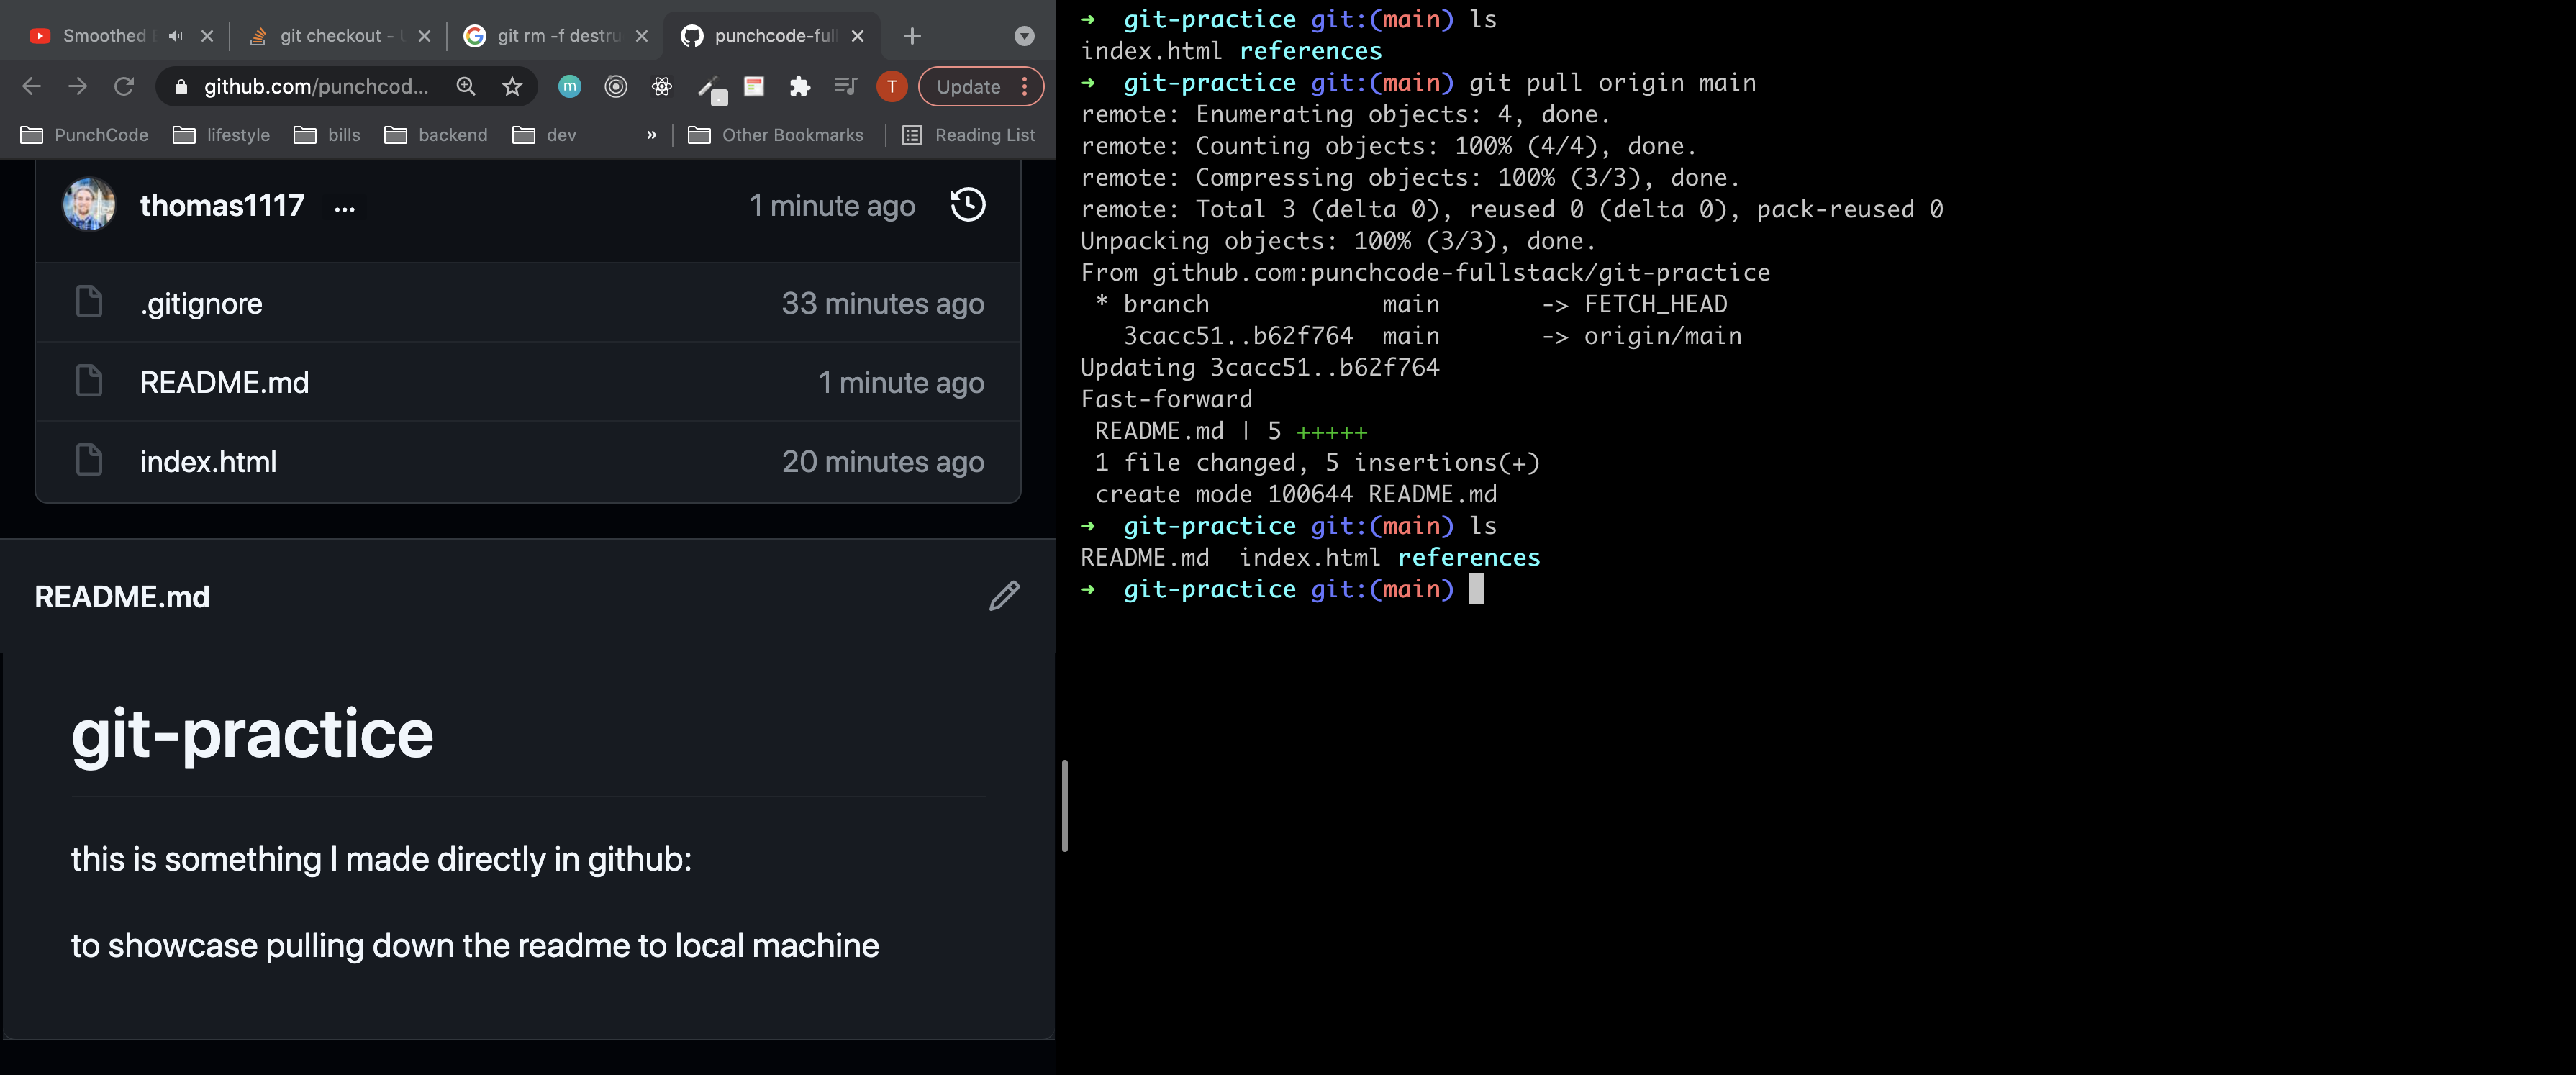 Smoothed
git checkout -
git rm -f destru
punchcode-full
github.com/punchcod...
m
T
Update
PunchCode
lifestyle
bills
backend
dev
»
Other Bookmarks
Reading List
thomas1117 ...
1 minute ago
.gitignore
33 minutes ago
README.md
1 minute ago
index.html
20 minutes ago
README.md
git-practice
this is something I made directly in github:
to showcase pulling down the readme to local machine
➜  git-practice git:(main) ls
index.html references
➜  git-practice git:(main) git pull origin main
remote: Enumerating objects: 4, done.
remote: Counting objects: 100% (4/4), done.
remote: Compressing objects: 100% (3/3), done.
remote: Total 3 (delta 0), reused 0 (delta 0), pack-reused 0
Unpacking objects: 100% (3/3), done.
From github.com:punchcode-fullstack/git-practice
 * branch            main       -> FETCH_HEAD
   3cacc51..b62f764  main       -> origin/main
Updating 3cacc51..b62f764
Fast-forward
 README.md | 5 +++++
 1 file changed, 5 insertions(+)
 create mode 100644 README.md
➜  git-practice git:(main) ls
README.md  index.html references
➜  git-practice git:(main)